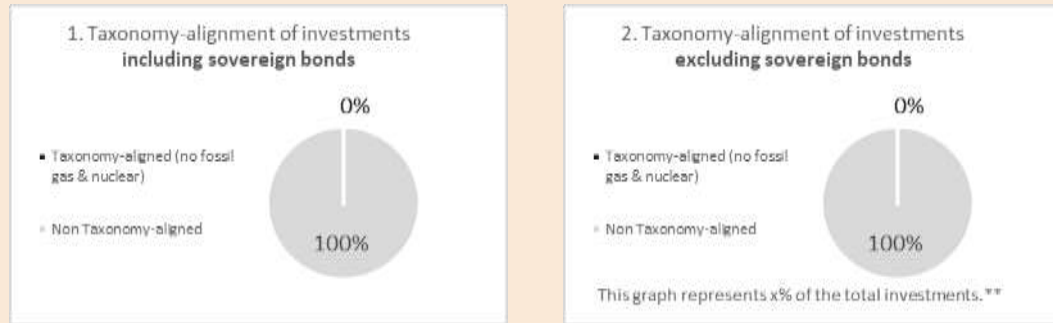 1. Taxonomy-alignment of investments
including sovereign bonds
0%
▪ Taxonomy-aligned (no fossil
gas & nuclear)
▪ Non Taxonomy-aligned
100%
2. Taxonomy-alignment of investments
excluding sovereign bonds
0%
▪ Taxonomy-aligned (no fossil
gas & nuclear)
▪ Non Taxonomy-aligned
100%
This graph represents x% of the total investments.**